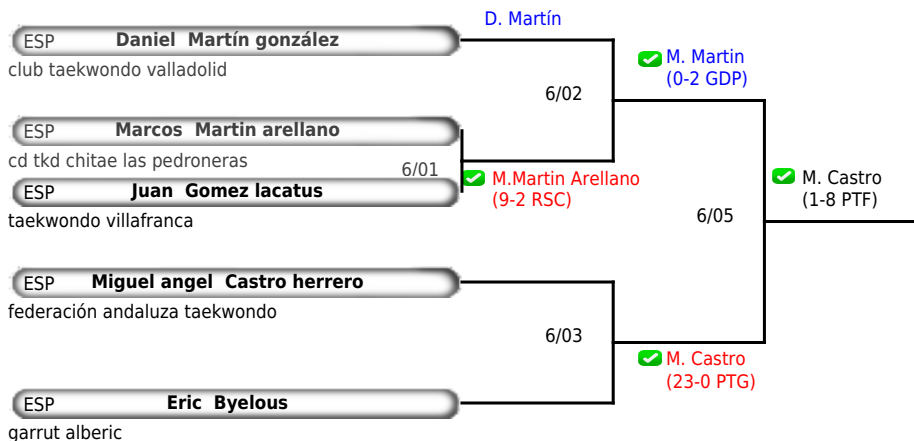 D. Martín
ESP Daniel Martín gonzález
club taekwondo valladolid
M. Martin
(0-2 GDP)
6/02
ESP Marcos Martin arellano
cd tkd chitae las pedroneras
6/01
M.Martin Arellano
(9-2 RSC)
ESP Juan Gomez lacatus
taekwondo villafranca
M. Castro
(1-8 PTF)
6/05
ESP Miguel angel Castro herrero
federación andaluza taekwondo
6/03
M. Castro
(23-0 PTG)
ESP Eric Byelous
garrut alberic